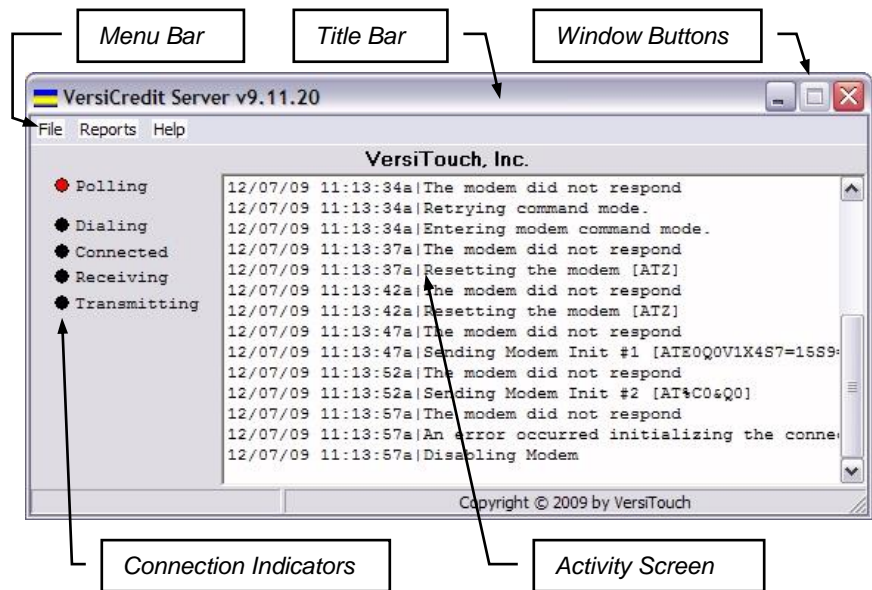 Menu Bar
Title Bar
Window Buttons
VersiCredit Server v9.11.20
File Reports Help
VersiTouch, Inc.
Polling
Dialing
Connected
Receiving
Transmitting
12/07/09 11:13:34a|The modem did not respond
12/07/09 11:13:34a|Retrying command mode.
12/07/09 11:13:34a|Entering modem command mode.
12/07/09 11:13:37a|The modem did not respond
12/07/09 11:13:37a|Resetting the modem [ATZ]
12/07/09 11:13:42a|The modem did not respond
12/07/09 11:13:42a|Resetting the modem [ATZ]
12/07/09 11:13:47a|The modem did not respond
12/07/09 11:13:47a|Sending Modem Init #1 [ATE0Q0V1X4S7=15S9=
12/07/09 11:13:52a|The modem did not respond
12/07/09 11:13:52a|Sending Modem Init #2 [AT%C0&Q0]
12/07/09 11:13:57a|The modem did not respond
12/07/09 11:13:57a|An error occurred initializing the conne
12/07/09 11:13:57a|Disabling Modem
Copyright © 2009 by VersiTouch
Connection Indicators
Activity Screen